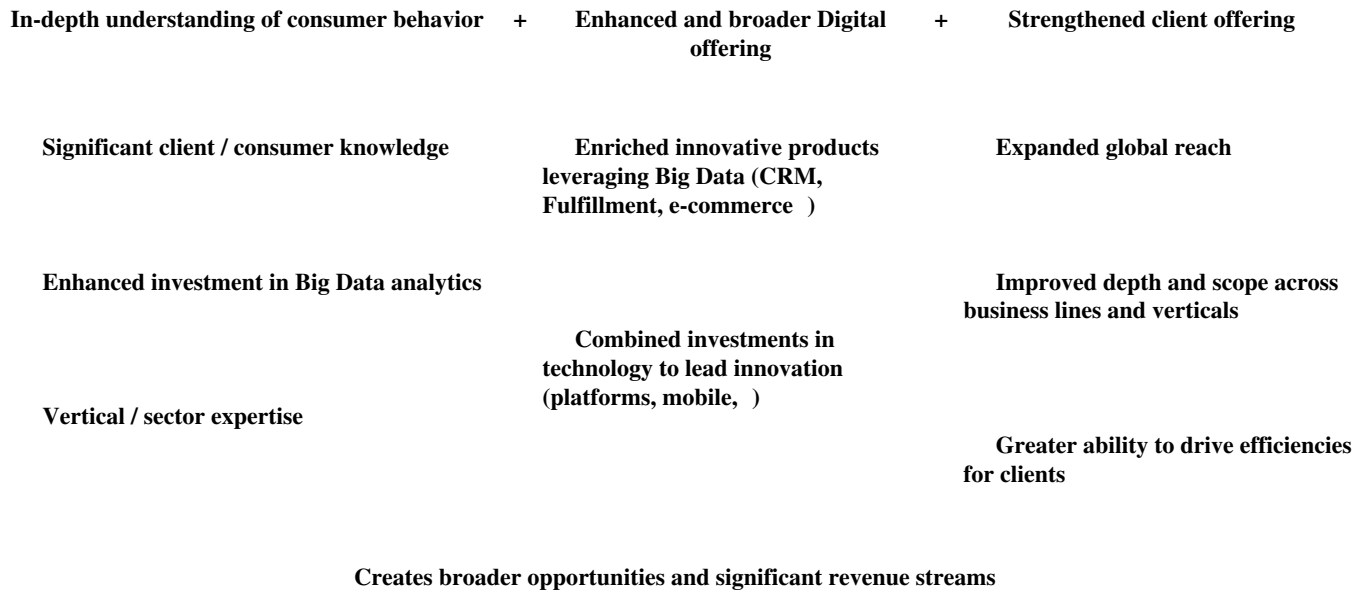 In-depth understanding of consumer behavior + Enhanced and broader Digital offering + Strengthened client offering
Significant client / consumer knowledge
Enhanced investment in Big Data analytics
Vertical / sector expertise
Enriched innovative products
leveraging Big Data (CRM,
Fulfillment, e-commerce )
Combined investments in
technology to lead innovation
(platforms, mobile, )
Expanded global reach
Improved depth and scope across
business lines and verticals
Greater ability to drive efficiencies
for clients
Creates broader opportunities and significant revenue streams